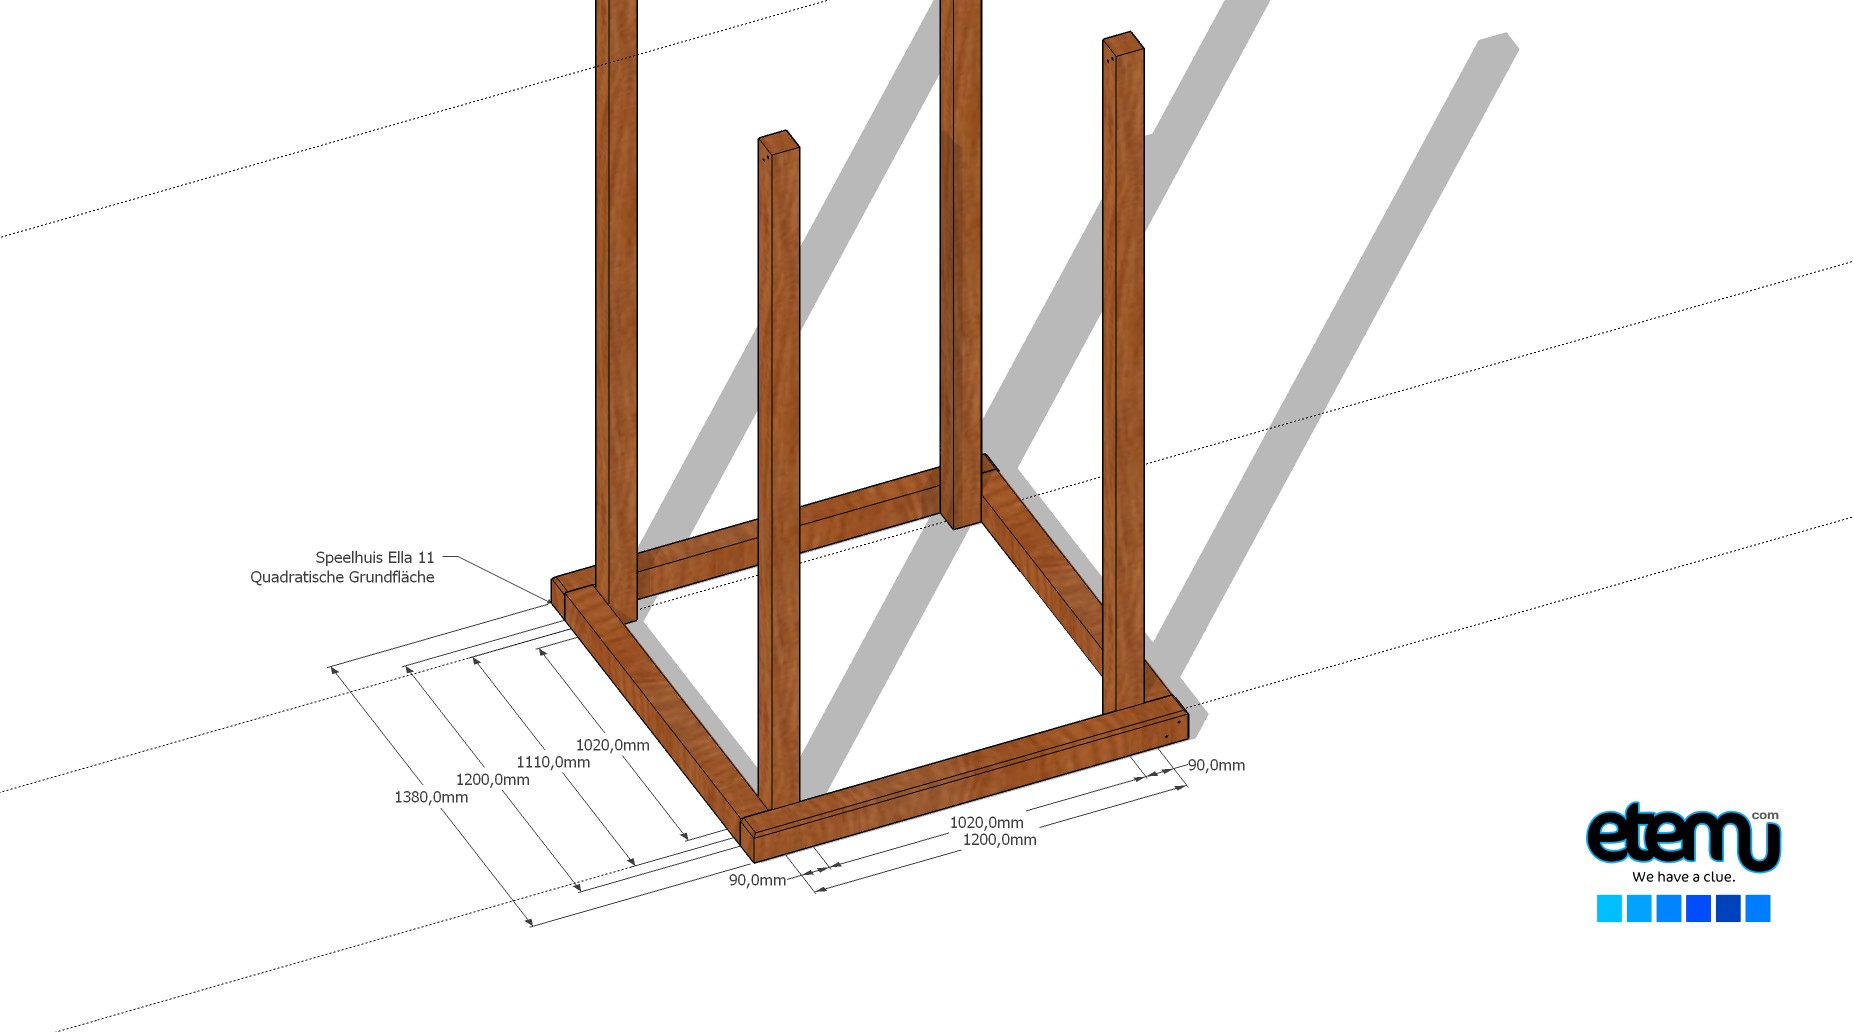 Speelhuis Ella 11
Quadratische Grundfläche
1020,0mm
1110,0mm
1200,0mm
1380,0mm
90,0mm
1020,0mm
1200,0mm
90,0mm
etemu
com
We have a clue.